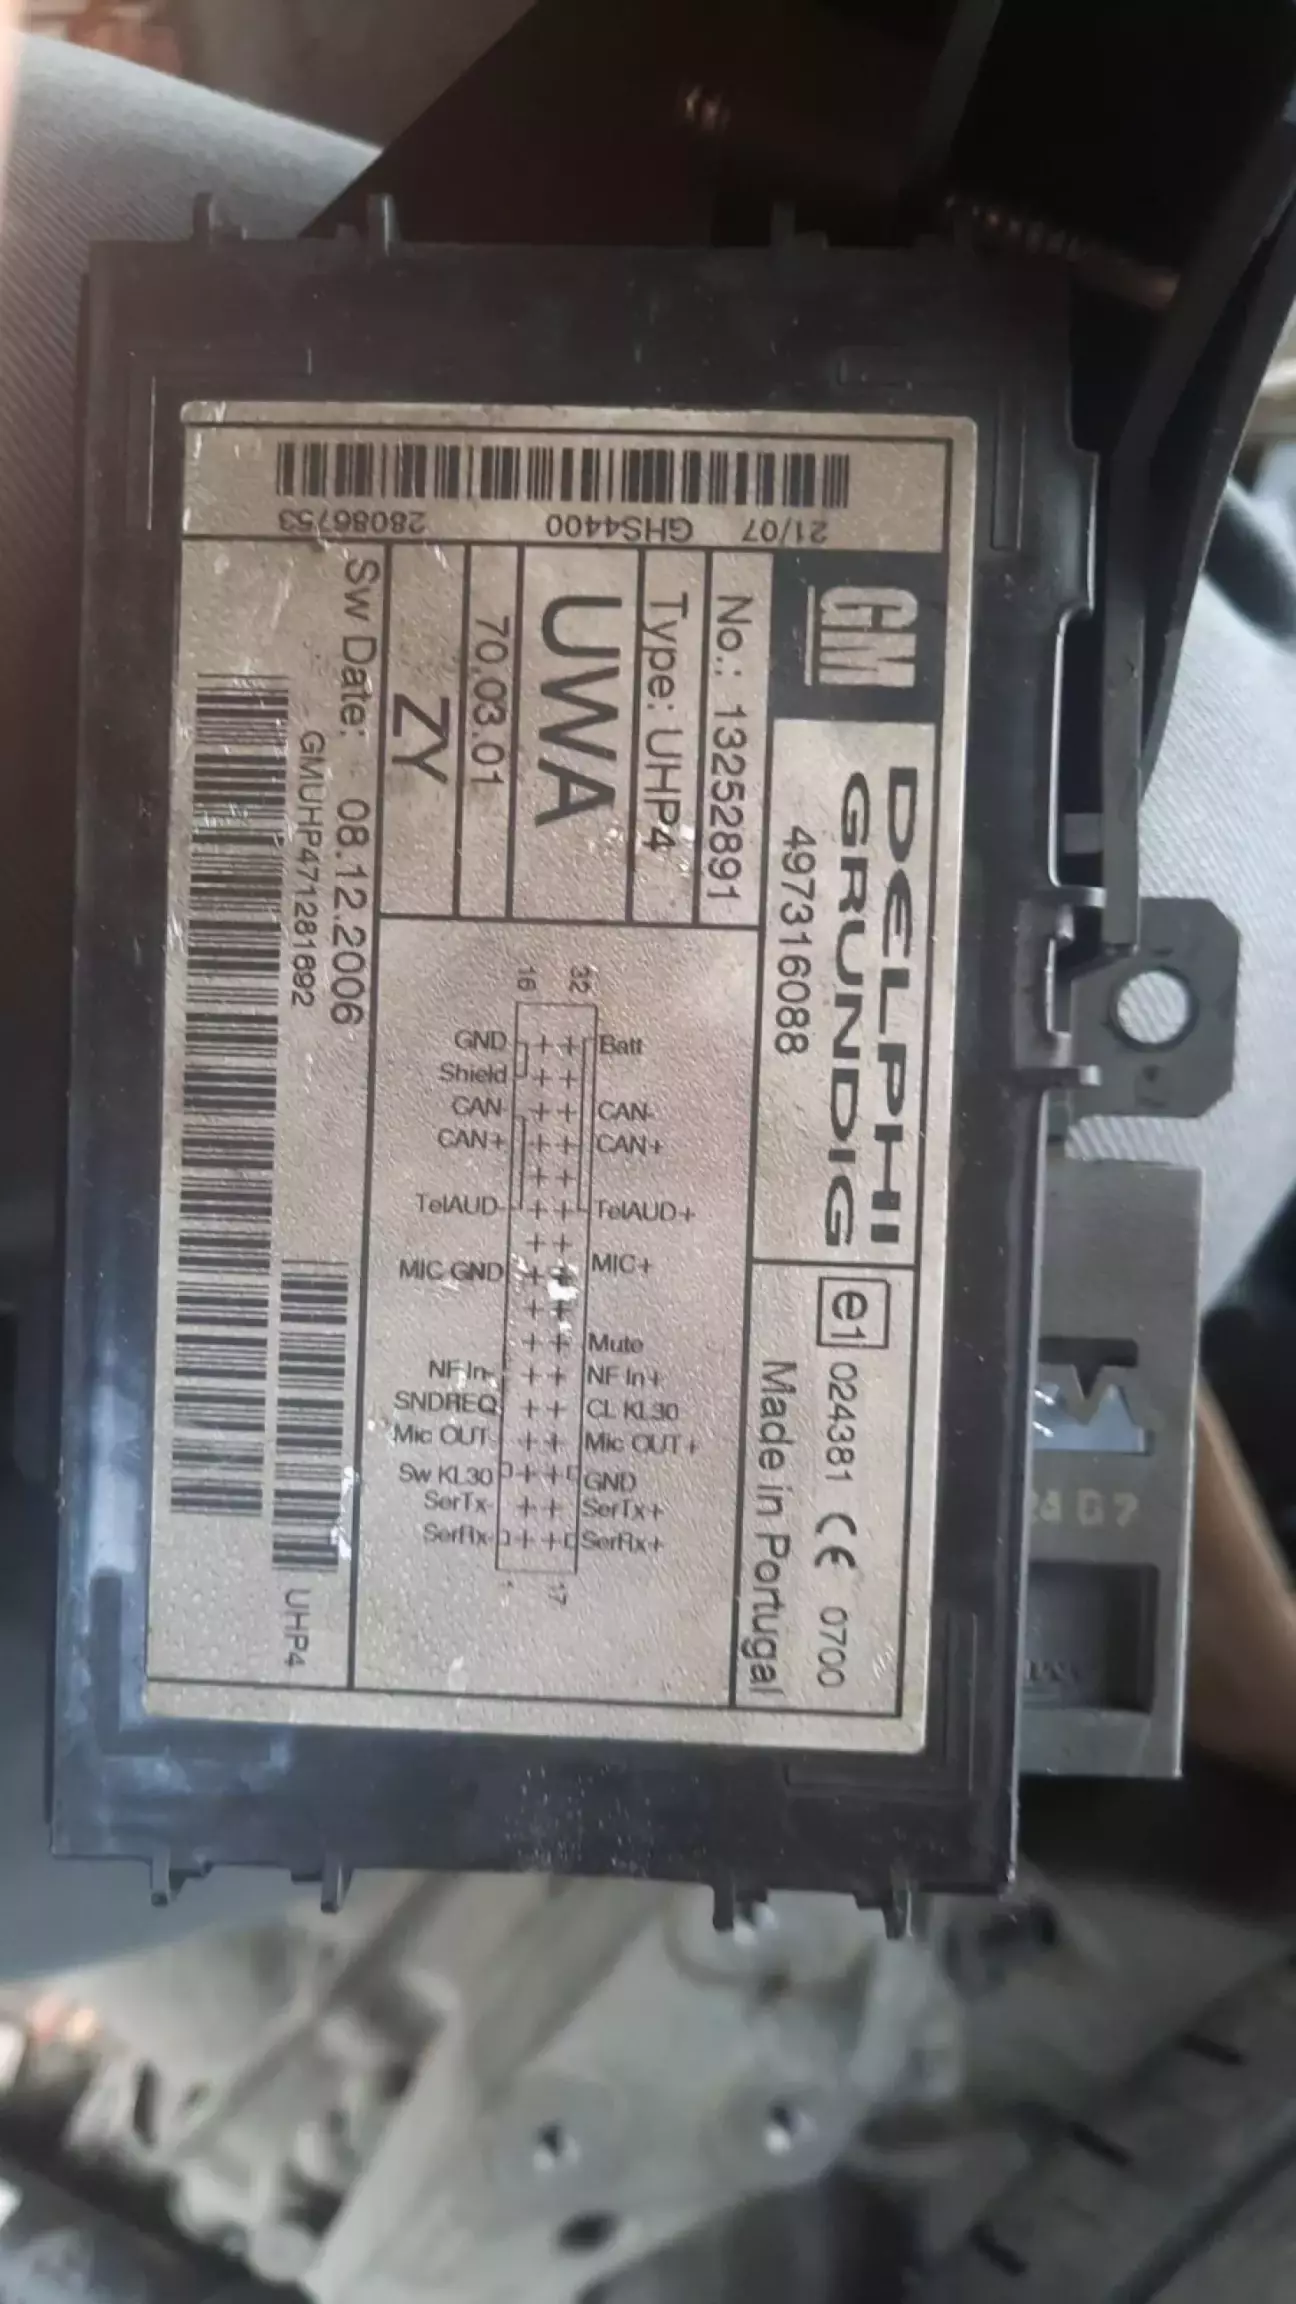 GM
DELPHI
GRUNDIG
497316088
e1 024381 CE 0700
Made in Portugal
No.: 13252891
Type: UHP4
UWA
70.03.01
ZY
21/07 GHS4400 28086753
32
16
Batt
GND
Shield
CAN- CAN-
CAN+ CAN+
TelAUD- TelAUD+
MIC GND MIC+
Mute
NF In- NF In+
SNDREQ CL KL30
Mic OUT- Mic OUT+
Sw KL30 GND
SerTx- SerTx+
SerRx- SerRx+
17
1
Sw Date: 08.12.2006
GMUHP471281892
UHP4